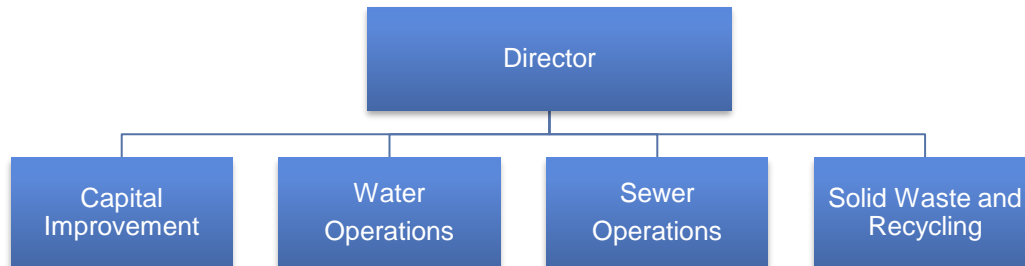 Director
Capital
Improvement
Water
Operations
Sewer
Operations
Solid Waste and
Recycling